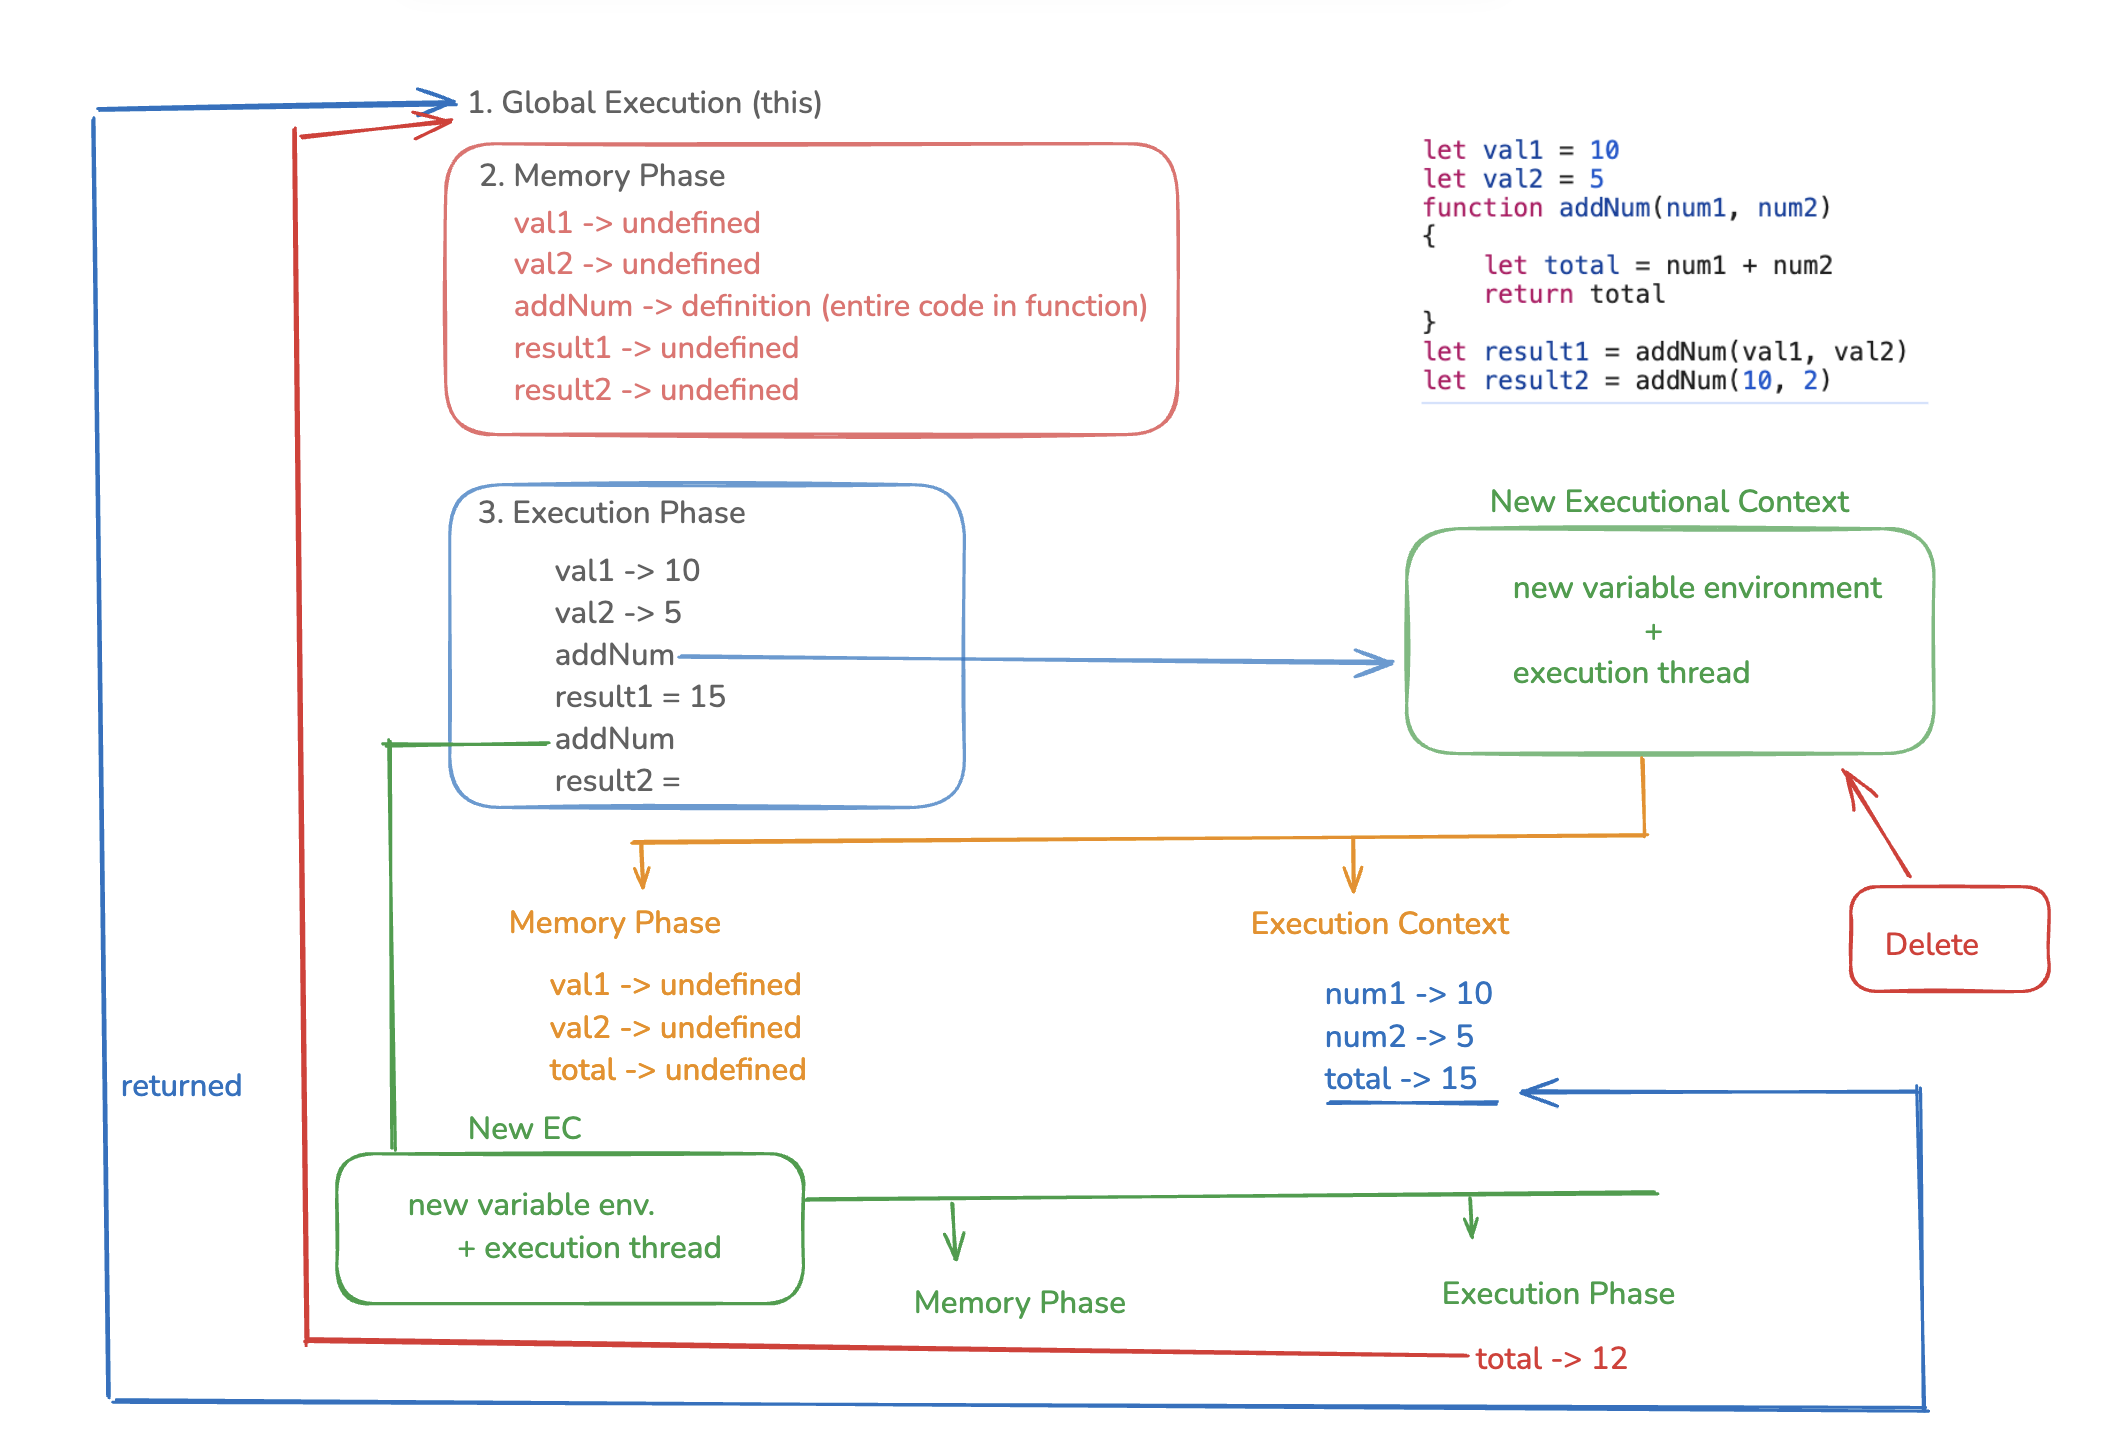 1. Global Execution (this)
2. Memory Phase
val1 -> undefined
val2 -> undefined
addNum -> definition (entire code in function)
result1 -> undefined
result2 -> undefined
let val1 = 10
let val2 = 5
function addNum(num1, num2)
{
    let total = num1 + num2
    return total
}
let result1 = addNum(val1, val2)
let result2 = addNum(10, 2)
3. Execution Phase
val1 -> 10
val2 -> 5
addNum
result1 = 15
addNum
result2 =
New Executional Context
new variable environment
+
execution thread
Delete
Memory Phase
val1 -> undefined
val2 -> undefined
total -> undefined
Execution Context
num1 -> 10
num2 -> 5
total -> 15
returned
New EC
new variable env.
+ execution thread
Memory Phase
Execution Phase
total -> 12